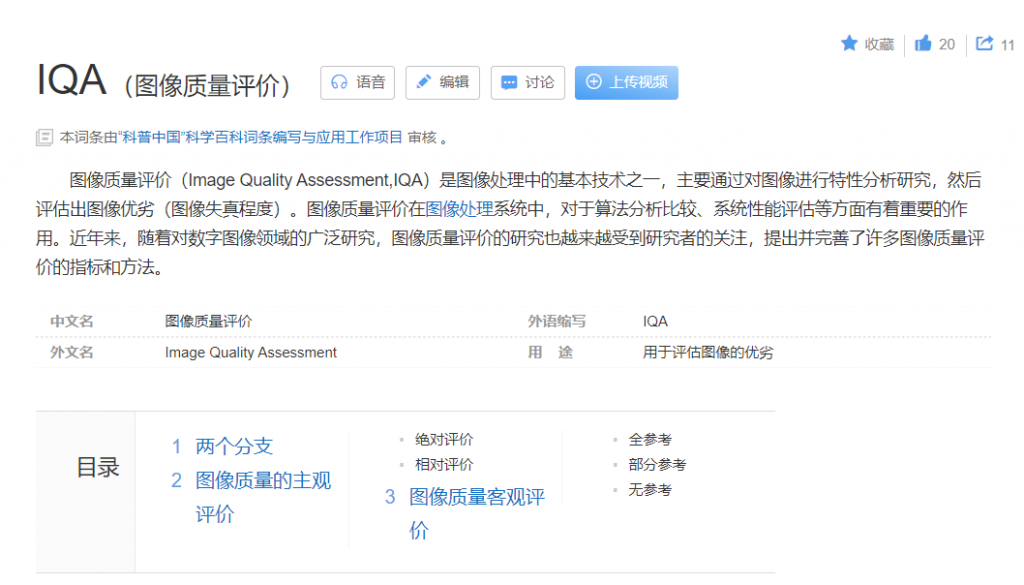 收藏 20 11
IQA（图像质量评价） 语音 编辑 讨论 上传视频
本词条由“科普中国”科学百科词条编写与应用工作项目 审核 。
图像质量评价（Image Quality Assessment,IQA）是图像处理中的基本技术之一，主要通过对图像进行特性分析研究，然后
评估出图像优劣（图像失真程度）。图像质量评价在图像处理系统中，对于算法分析比较、系统性能评估等方面有着重要的作
用。近年来，随着对数字图像领域的广泛研究，图像质量评价的研究也越来越受到研究者的关注，提出并完善了许多图像质量评
价的指标和方法。
中文名 图像质量评价 外语缩写 IQA
外文名 Image Quality Assessment 用 途 用于评估图像的优劣
目录
1 两个分支
2 图像质量的主观
评价
绝对评价
相对评价
3 图像质量客观评
价
全参考
部分参考
无参考